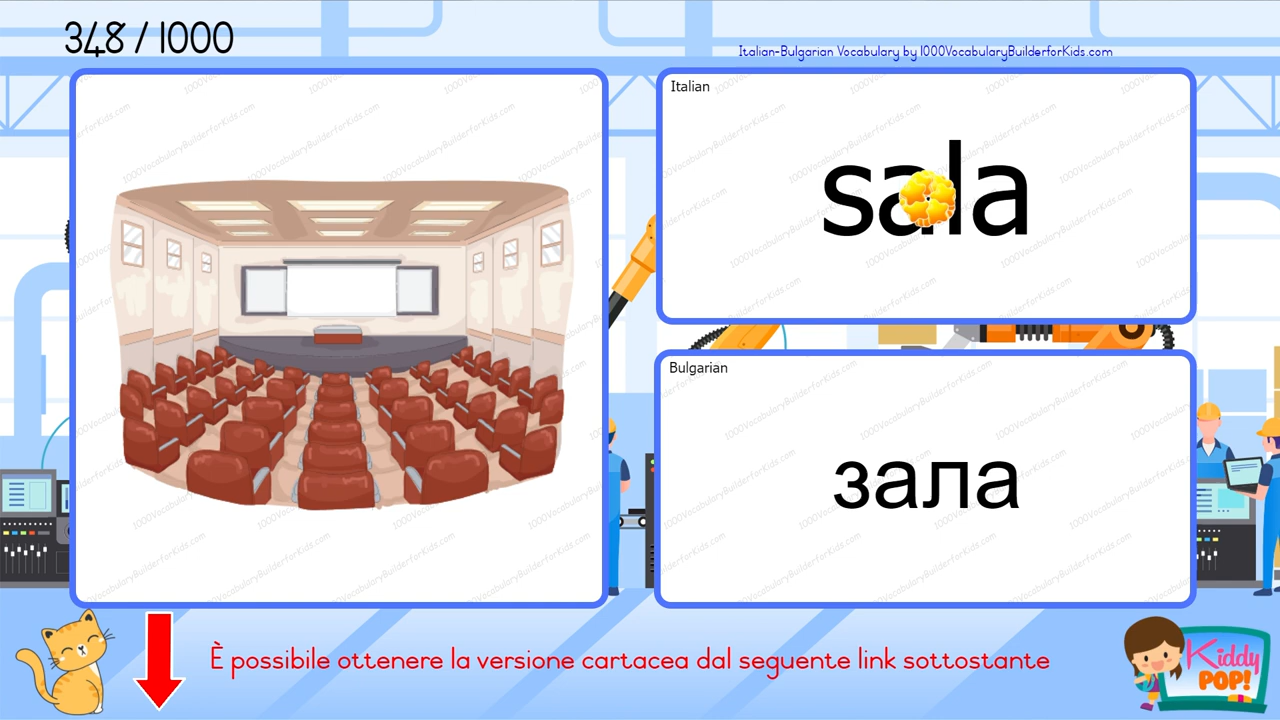 348 / 1000
Italian-Bulgarian Vocabulary by 1000VocabularyBuilderforKids.com
Italian
sala
Bulgarian
зала
È possibile ottenere la versione cartacea dal seguente link sottostante
Kiddy
POP!